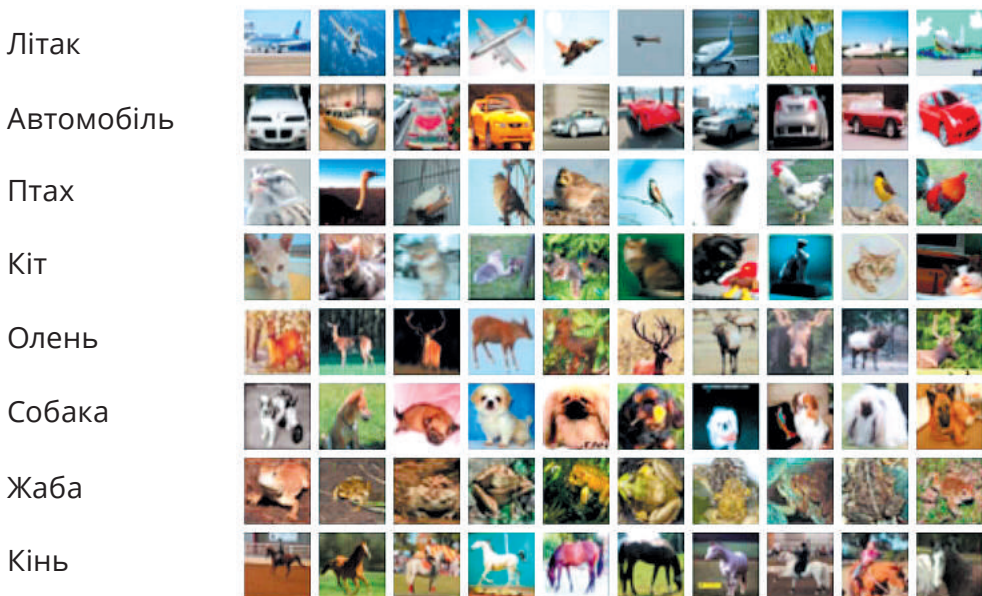 Літак
Автомобіль
Птах
Кіт
Олень
Собака
Жаба
Кінь